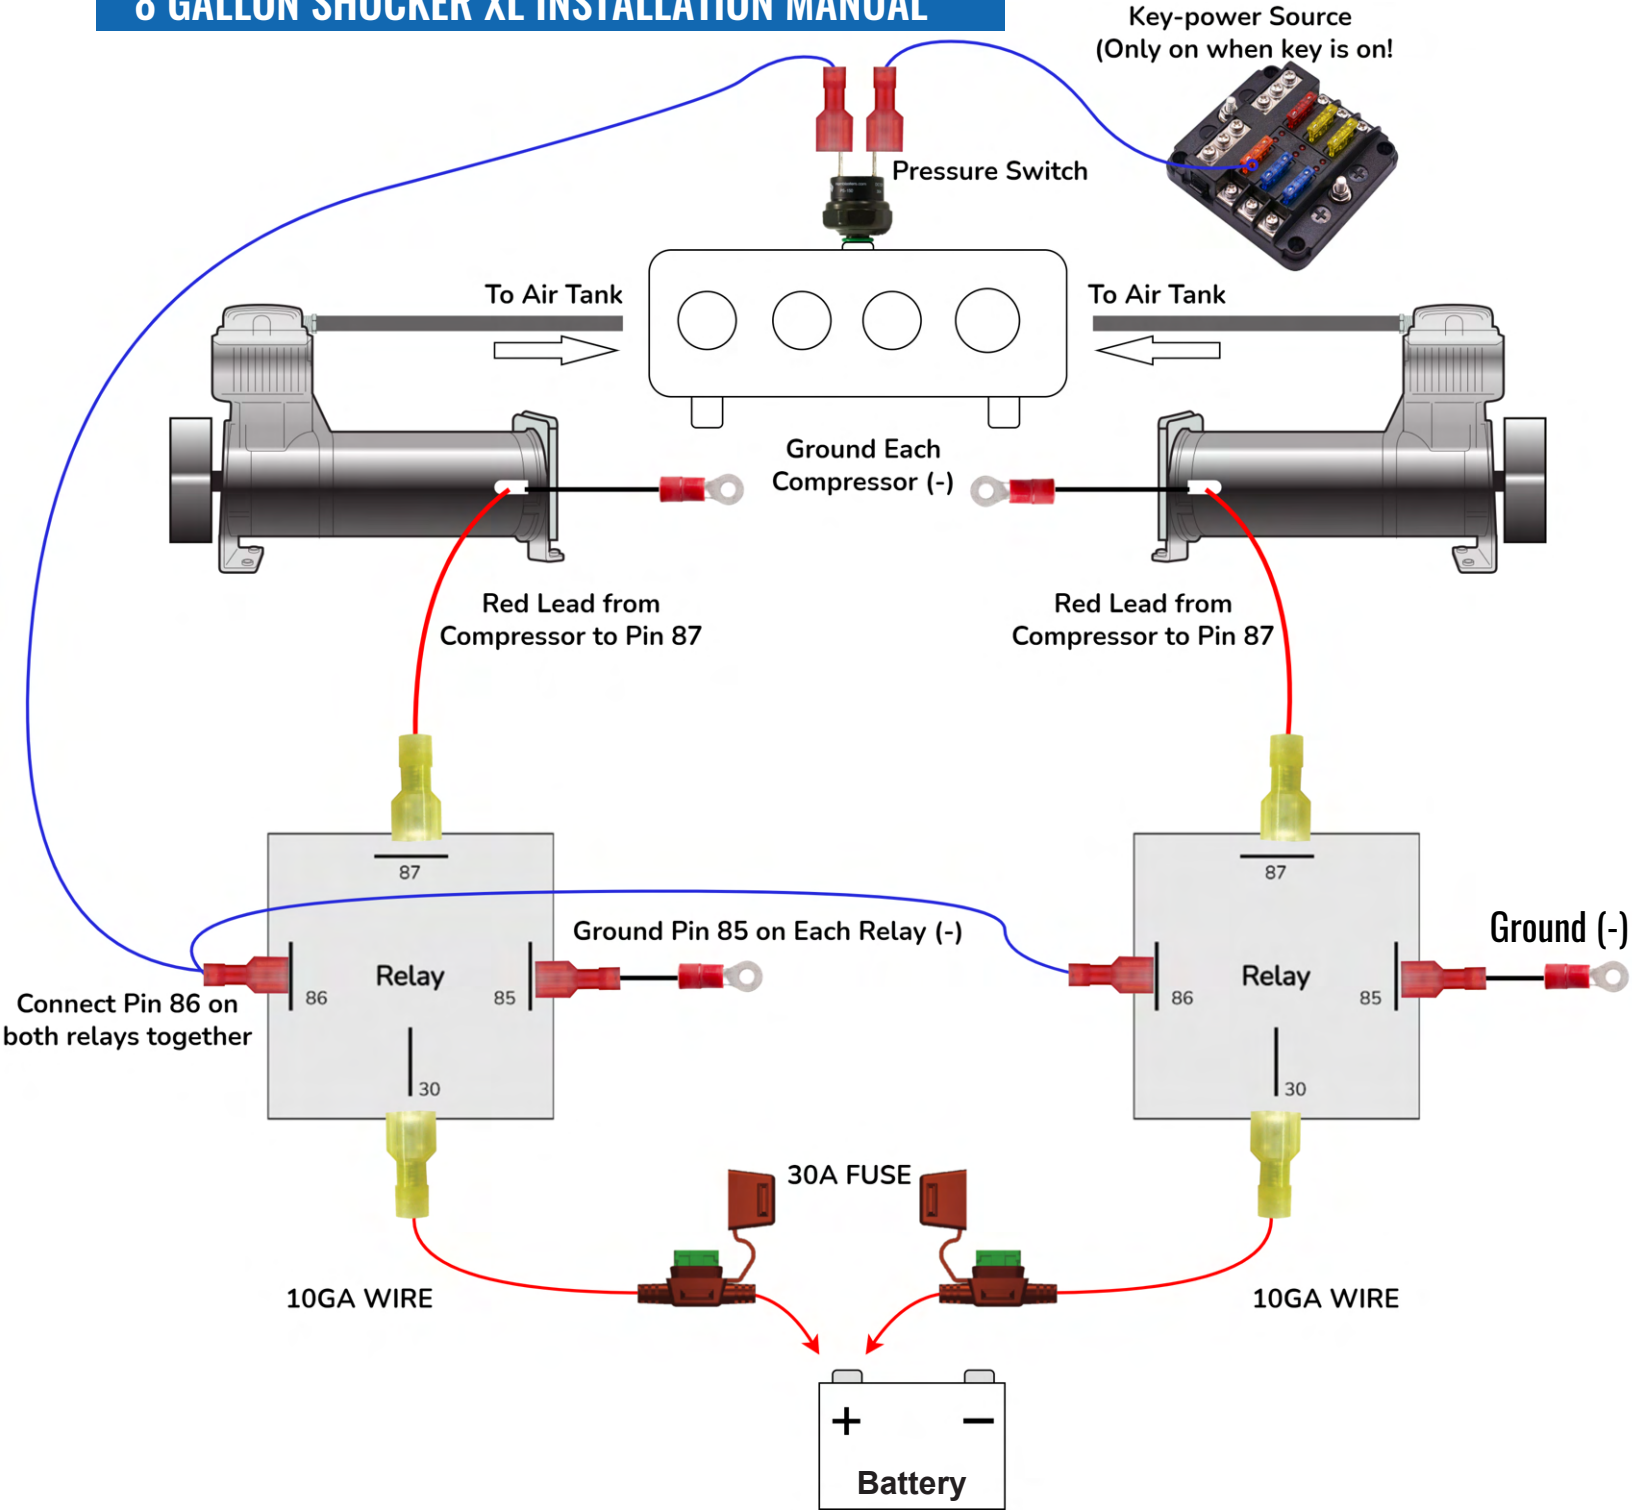 8 GALLON SHOCKER XL INSTALLATION MANUAL
Key-power Source
(Only on when key is on!
Pressure Switch
To Air Tank
To Air Tank
Ground Each
Compressor (-)
Red Lead from
Compressor to Pin 87
Red Lead from
Compressor to Pin 87
87
87
Ground Pin 85 on Each Relay (-)
Ground (-)
Relay
86
85
Relay
86
85
Connect Pin 86 on
both relays together
30
30
30A FUSE
10GA WIRE
10GA WIRE
+ −
Battery